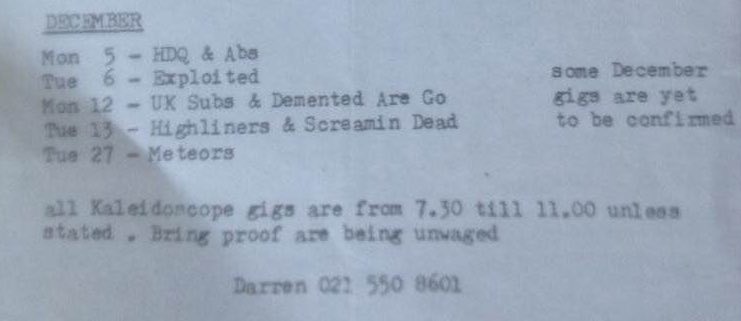 DECEMBER
Mon 5 - HDQ & Abs
Tue 6 - Exploited
Mon 12 - UK Subs & Demented Are Go
Tue 13 - Highliners & Screamin Dead
Tue 27 - Meteors
some December
gigs are yet
to be confirmed
all Kaleidoscope gigs are from 7.30 till 11.00 unless
stated . Bring proof are being unwaged
Darren 021 550 8601